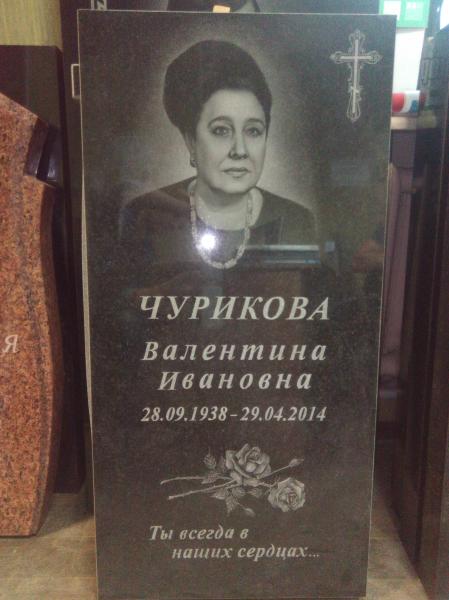 ЧУРИКОВА
Валентина
Ивановна
28.09.1938-29.04.2014
Ты всегда в
наших сердцах...
Я